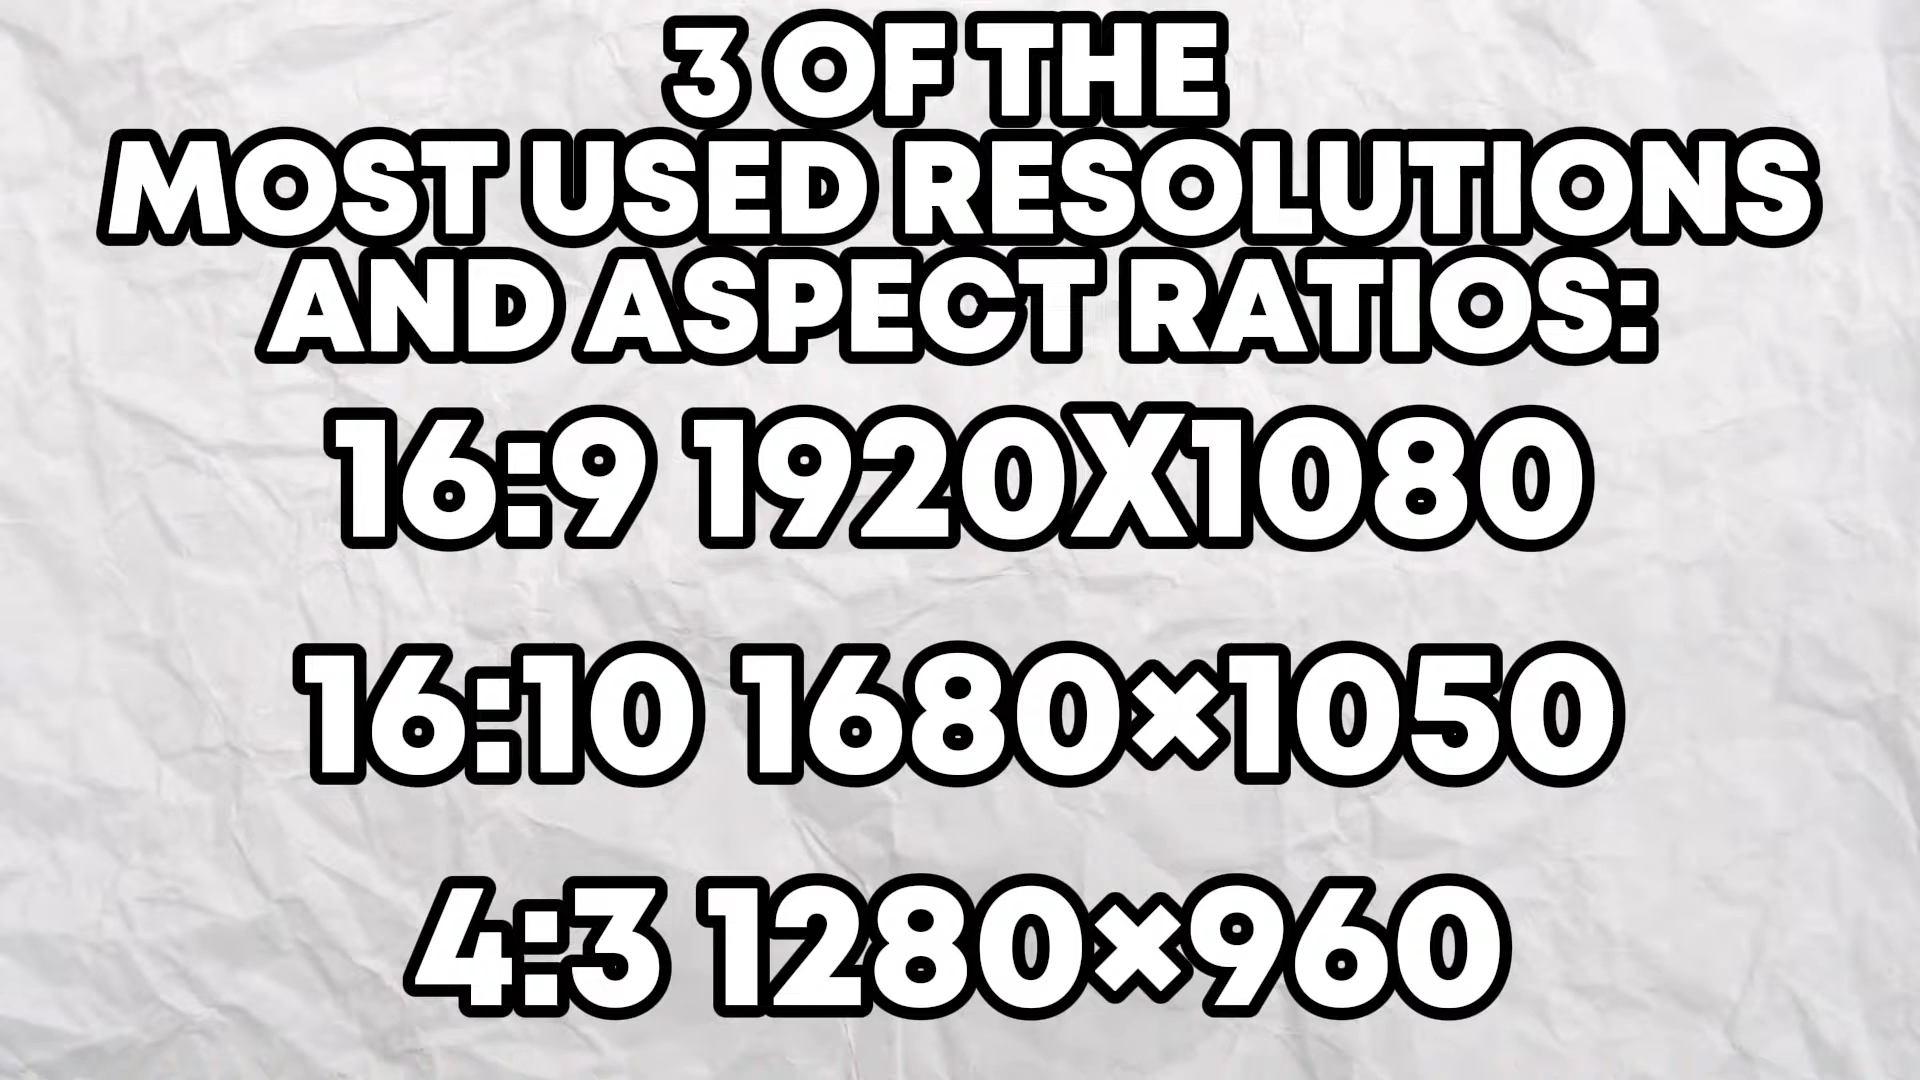 3 OF THE
MOST USED RESOLUTIONS
AND ASPECT RATIOS:
16:9 1920X1080
16:10 1680×1050
4:3 1280×960